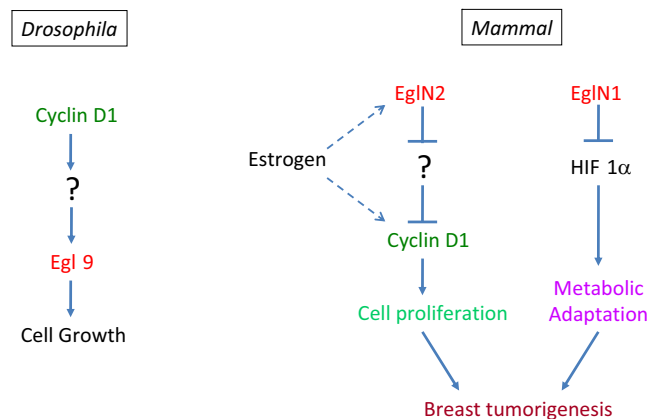 Drosophila
Mammal
Cyclin D1
?
Egl 9
Cell Growth
Estrogen
EglN2
?
Cyclin D1
Cell proliferation
EglN1
HIF 1α
Metabolic
Adaptation
Breast tumorigenesis